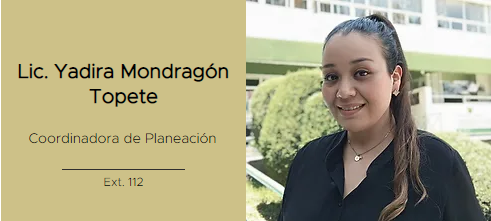 Lic. Yadira Mondragón
Topete
Coordinadora de Planeación
Ext. 112